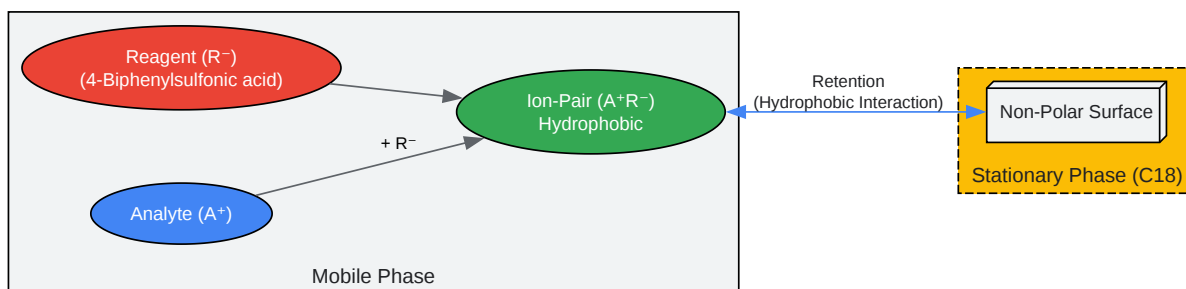 Reagent (R⁻)
(4-Biphenylsulfonic acid)
Ion-Pair (A⁺R⁻)
Hydrophobic
+ R⁻
Analyte (A⁺)
Mobile Phase
Retention
(Hydrophobic Interaction)
Non-Polar Surface
Stationary Phase (C18)